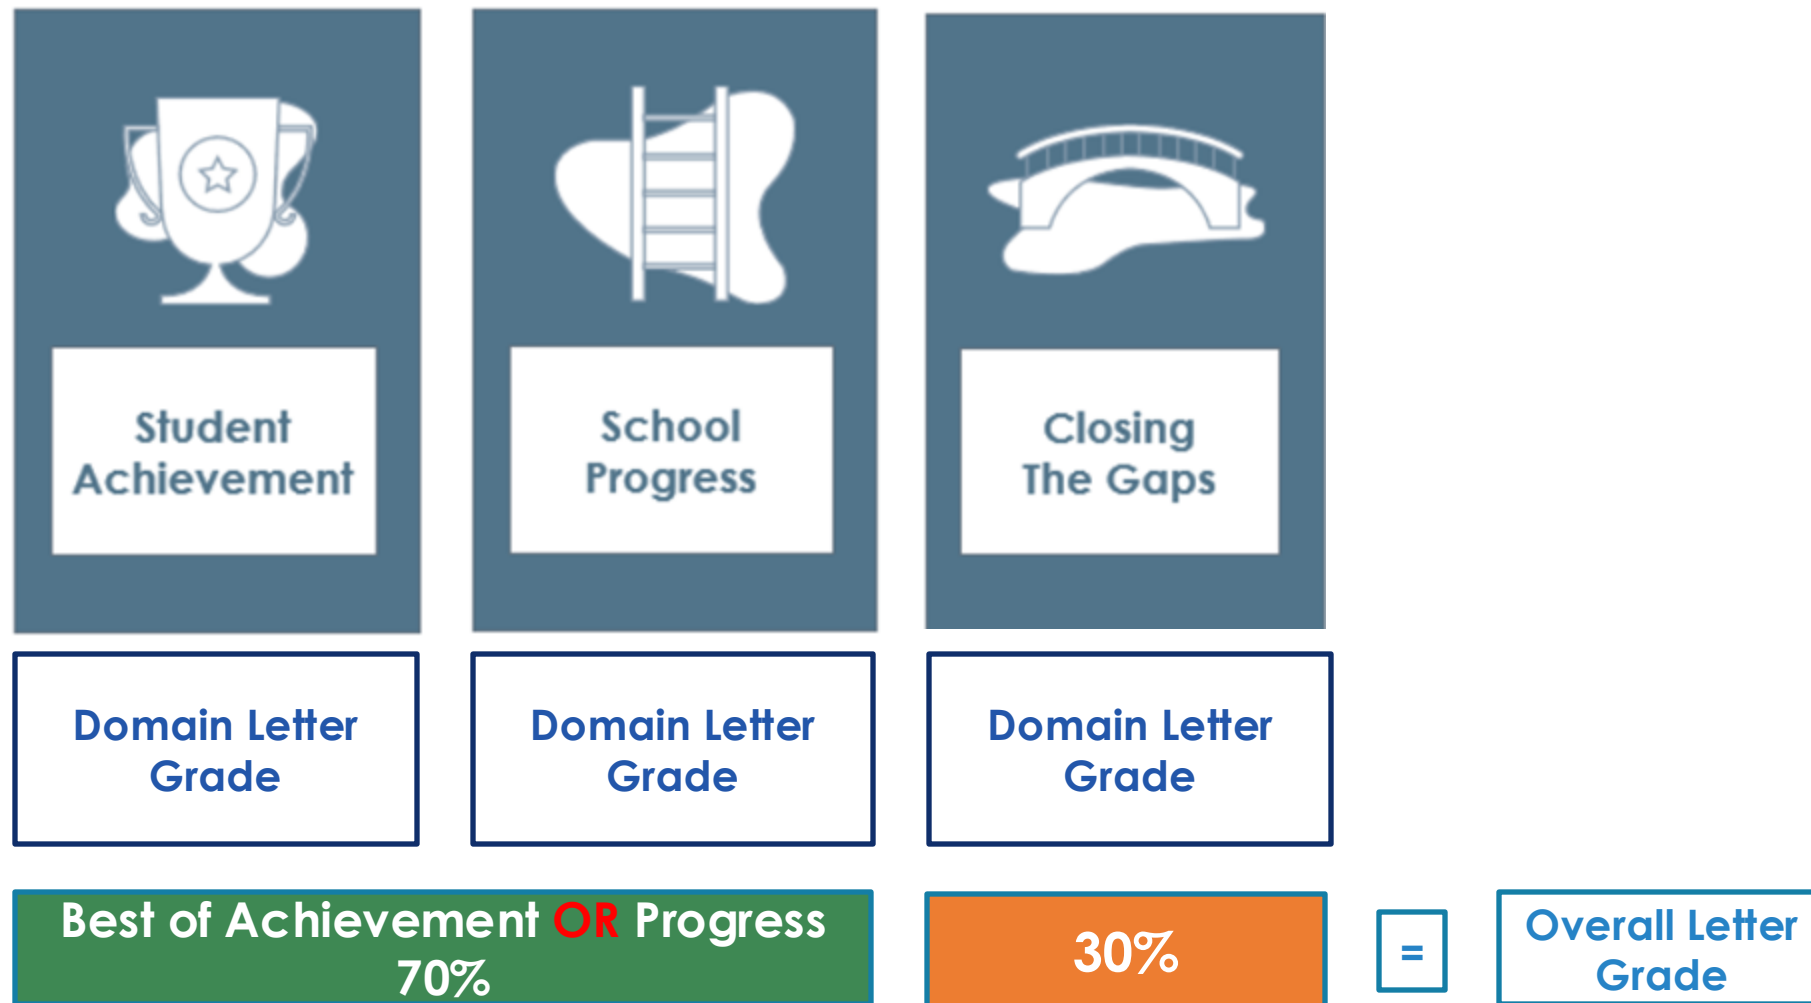 Student
Achievement
School
Progress
Closing
The Gaps
Domain Letter
Grade
Domain Letter
Grade
Domain Letter
Grade
Best of Achievement OR Progress
70%
30%
=
Overall Letter
Grade